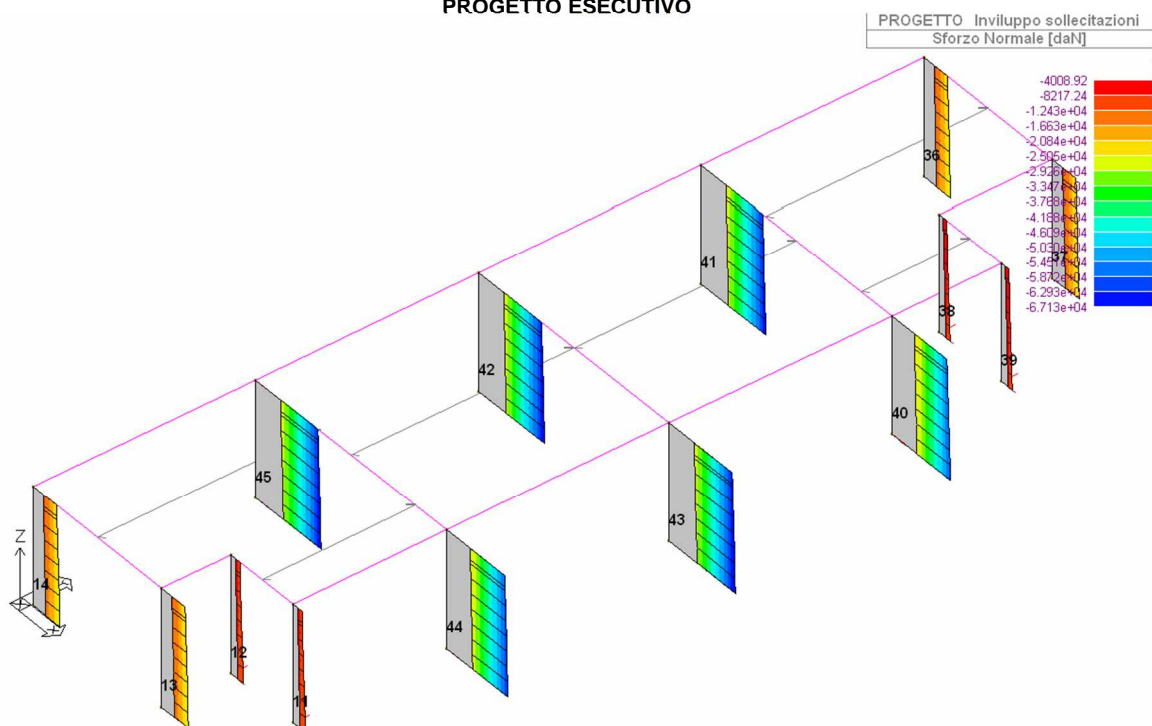 PROGETTO ESECUTIVO
PROGETTO Inviluppo sollecitazioni
Sforzo Normale [daN]
-4008.92
-8217.24
-1.243e+04
-1.663e+04
-2.084e+04
-2.505e+04
-2.926e+04
-3.347e+04
-3.768e+04
-4.188e+04
-4.609e+04
-5.030e+04
-5.451e+04
-5.872e+04
-6.293e+04
-6.713e+04
36
37
41
38
39
42
40
45
43
Z
14
44
12
13
11